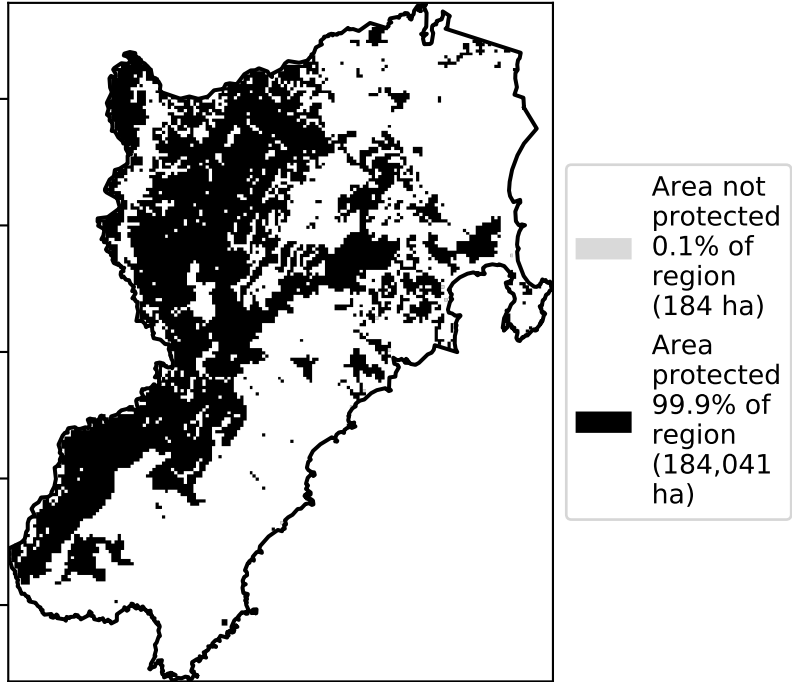 Area not
protected
0.1% of
region
(184 ha)
Area
protected
99.9% of
region
(184,041
ha)